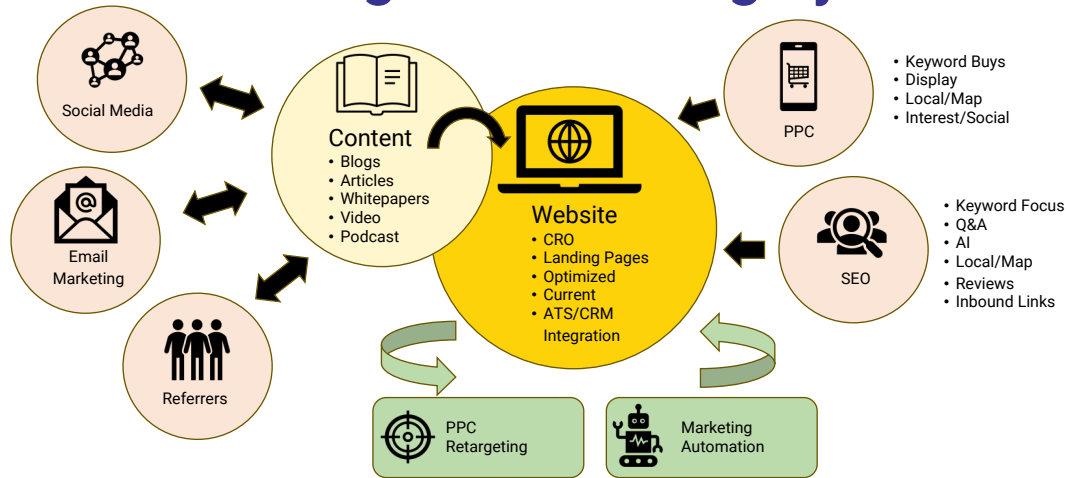 Social Media
Email
Marketing
Referrers
Content
• Blogs
• Articles
• Whitepapers
• Video
• Podcast
Website
• CRO
• Landing Pages
• Optimized
• Current
• ATS/CRM
Integration
PPC
• Keyword Buys
• Display
• Local/Map
• Interest/Social
SEO
• Keyword Focus
• Q&A
• AI
• Local/Map
• Reviews
• Inbound Links
PPC
Retargeting
Marketing
Automation
@